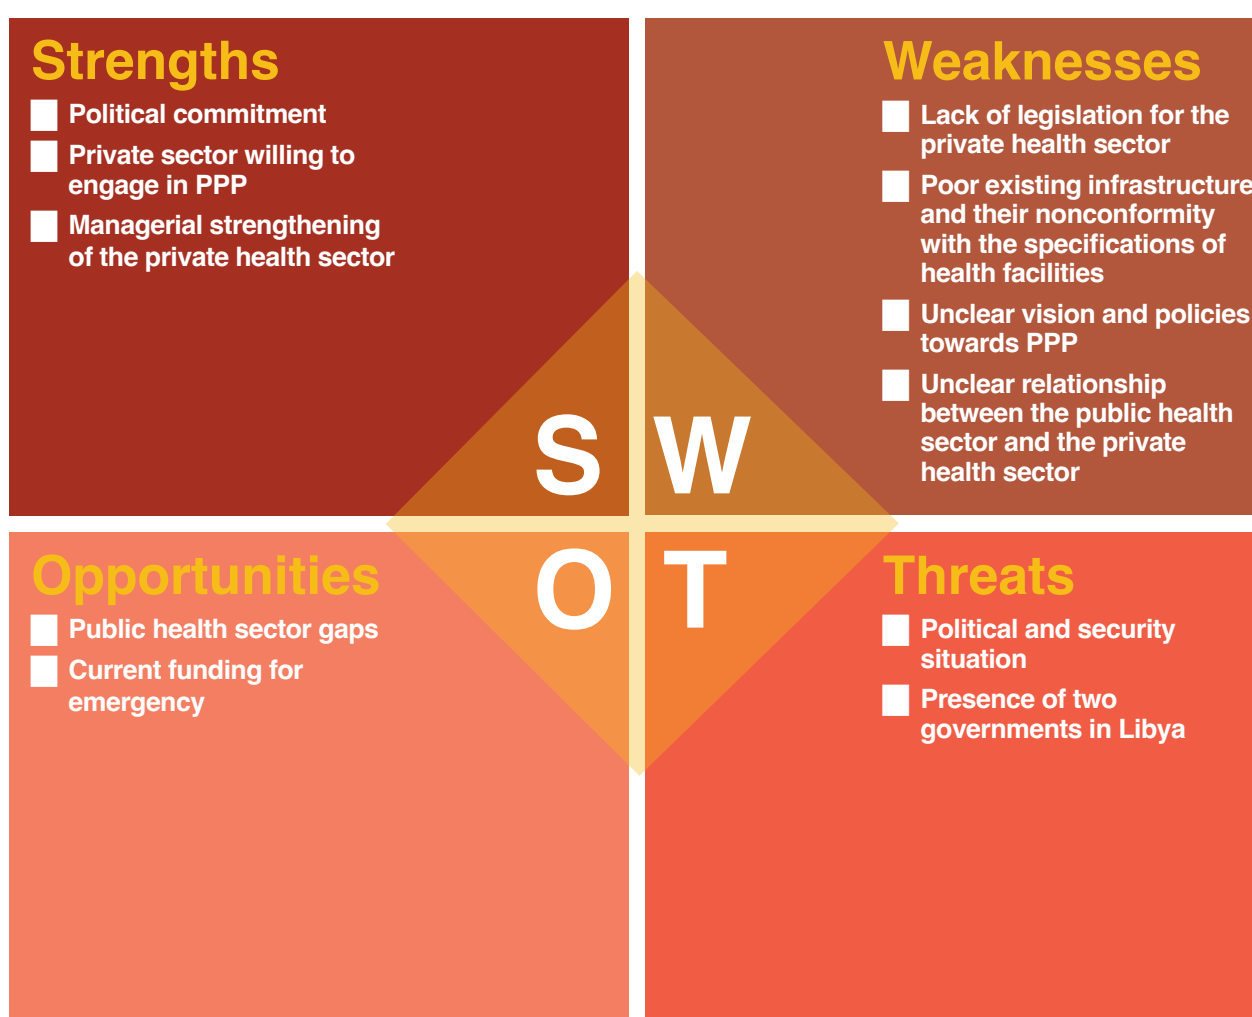 Strengths
Political commitment
Private sector willing to
engage in PPP
Managerial strengthening
of the private health sector
Weaknesses
Lack of legislation for the
private health sector
Poor existing infrastructure
and their nonconformity
with the specifications of
health facilities
Unclear vision and policies
towards PPP
Unclear relationship
between the public health
sector and the private
health sector
S W
O T
Opportunities
Public health sector gaps
Current funding for
emergency
Threats
Political and security
situation
Presence of two
governments in Libya